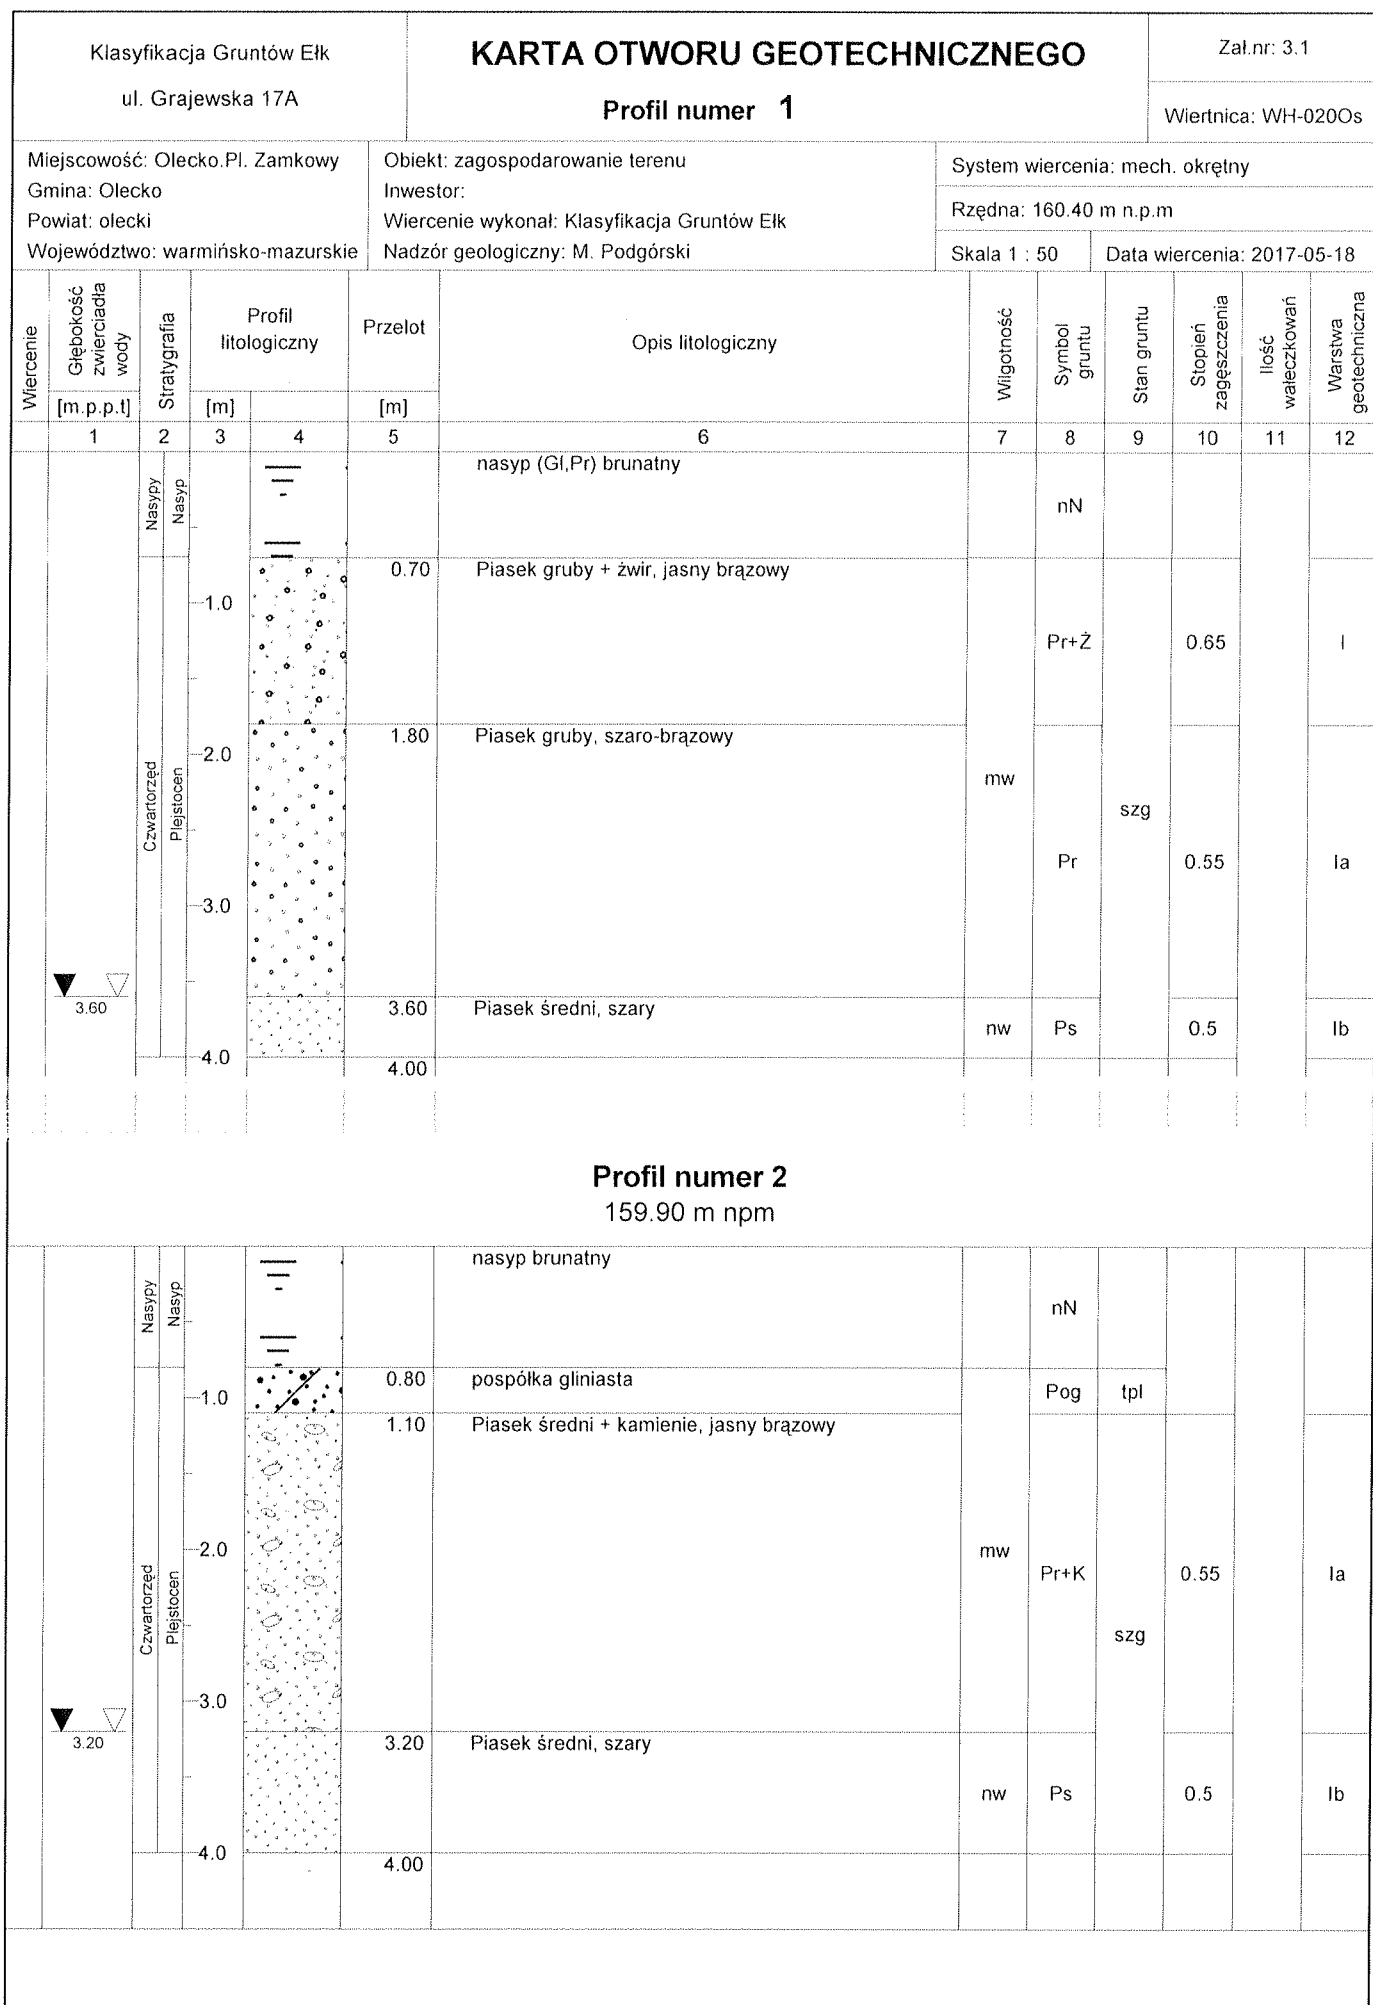 Klasyfikacja Gruntów Ełk
ul. Grajewska 17A
KARTA OTWORU GEOTECHNICZNEGO
Profil numer 1
Zał.nr: 3.1
Wiertnica: WH-020Os
Miejscowość: Olecko.Pl. Zamkowy
Gmina: Olecko
Powiat: olecki
Województwo: warmińsko-mazurskie
Obiekt: zagospodarowanie terenu
Inwestor:
Wiercenie wykonał: Klasyfikacja Gruntów Ełk
Nadzór geologiczny: M. Podgórski
System wiercenia: mech. okrętny
Rzędna: 160.40 m n.p.m
Skala 1 : 50
Data wiercenia: 2017-05-18
Wiercenie
Głębokość zwierciadła wody
[m.p.p.t]
Stratygrafia
Profil litologiczny
[m]
Przelot
[m]
Opis litologiczny
Wilgotność
Symbol gruntu
Stan gruntu
Stopień zagęszczenia
Ilość wałeczkowań
Warstwa geotechniczna
1 2 3 4 5 6 7 8 9 10 11 12
Nasypy
Nasyp
nasyp (Gl,Pr) brunatny
nN
0.70 Piasek gruby + żwir, jasny brązowy
1.0
Pr+Ż 0.65 I
1.80 Piasek gruby, szaro-brązowy
2.0
Czwartorzęd
Plejstocen
mw
szg
Pr 0.55 Ia
3.0
3.60
3.60 Piasek średni, szary
nw Ps 0.5 Ib
4.0
4.00
Profil numer 2
159.90 m npm
Nasypy
Nasyp
nasyp brunatny
nN
0.80 pospółka gliniasta
1.0
Pog tpl
1.10 Piasek średni + kamienie, jasny brązowy
2.0
mw
Czwartorzęd
Plejstocen
Pr+K 0.55 Ia
szg
3.0
3.20
3.20 Piasek średni, szary
nw Ps 0.5 Ib
4.0
4.00